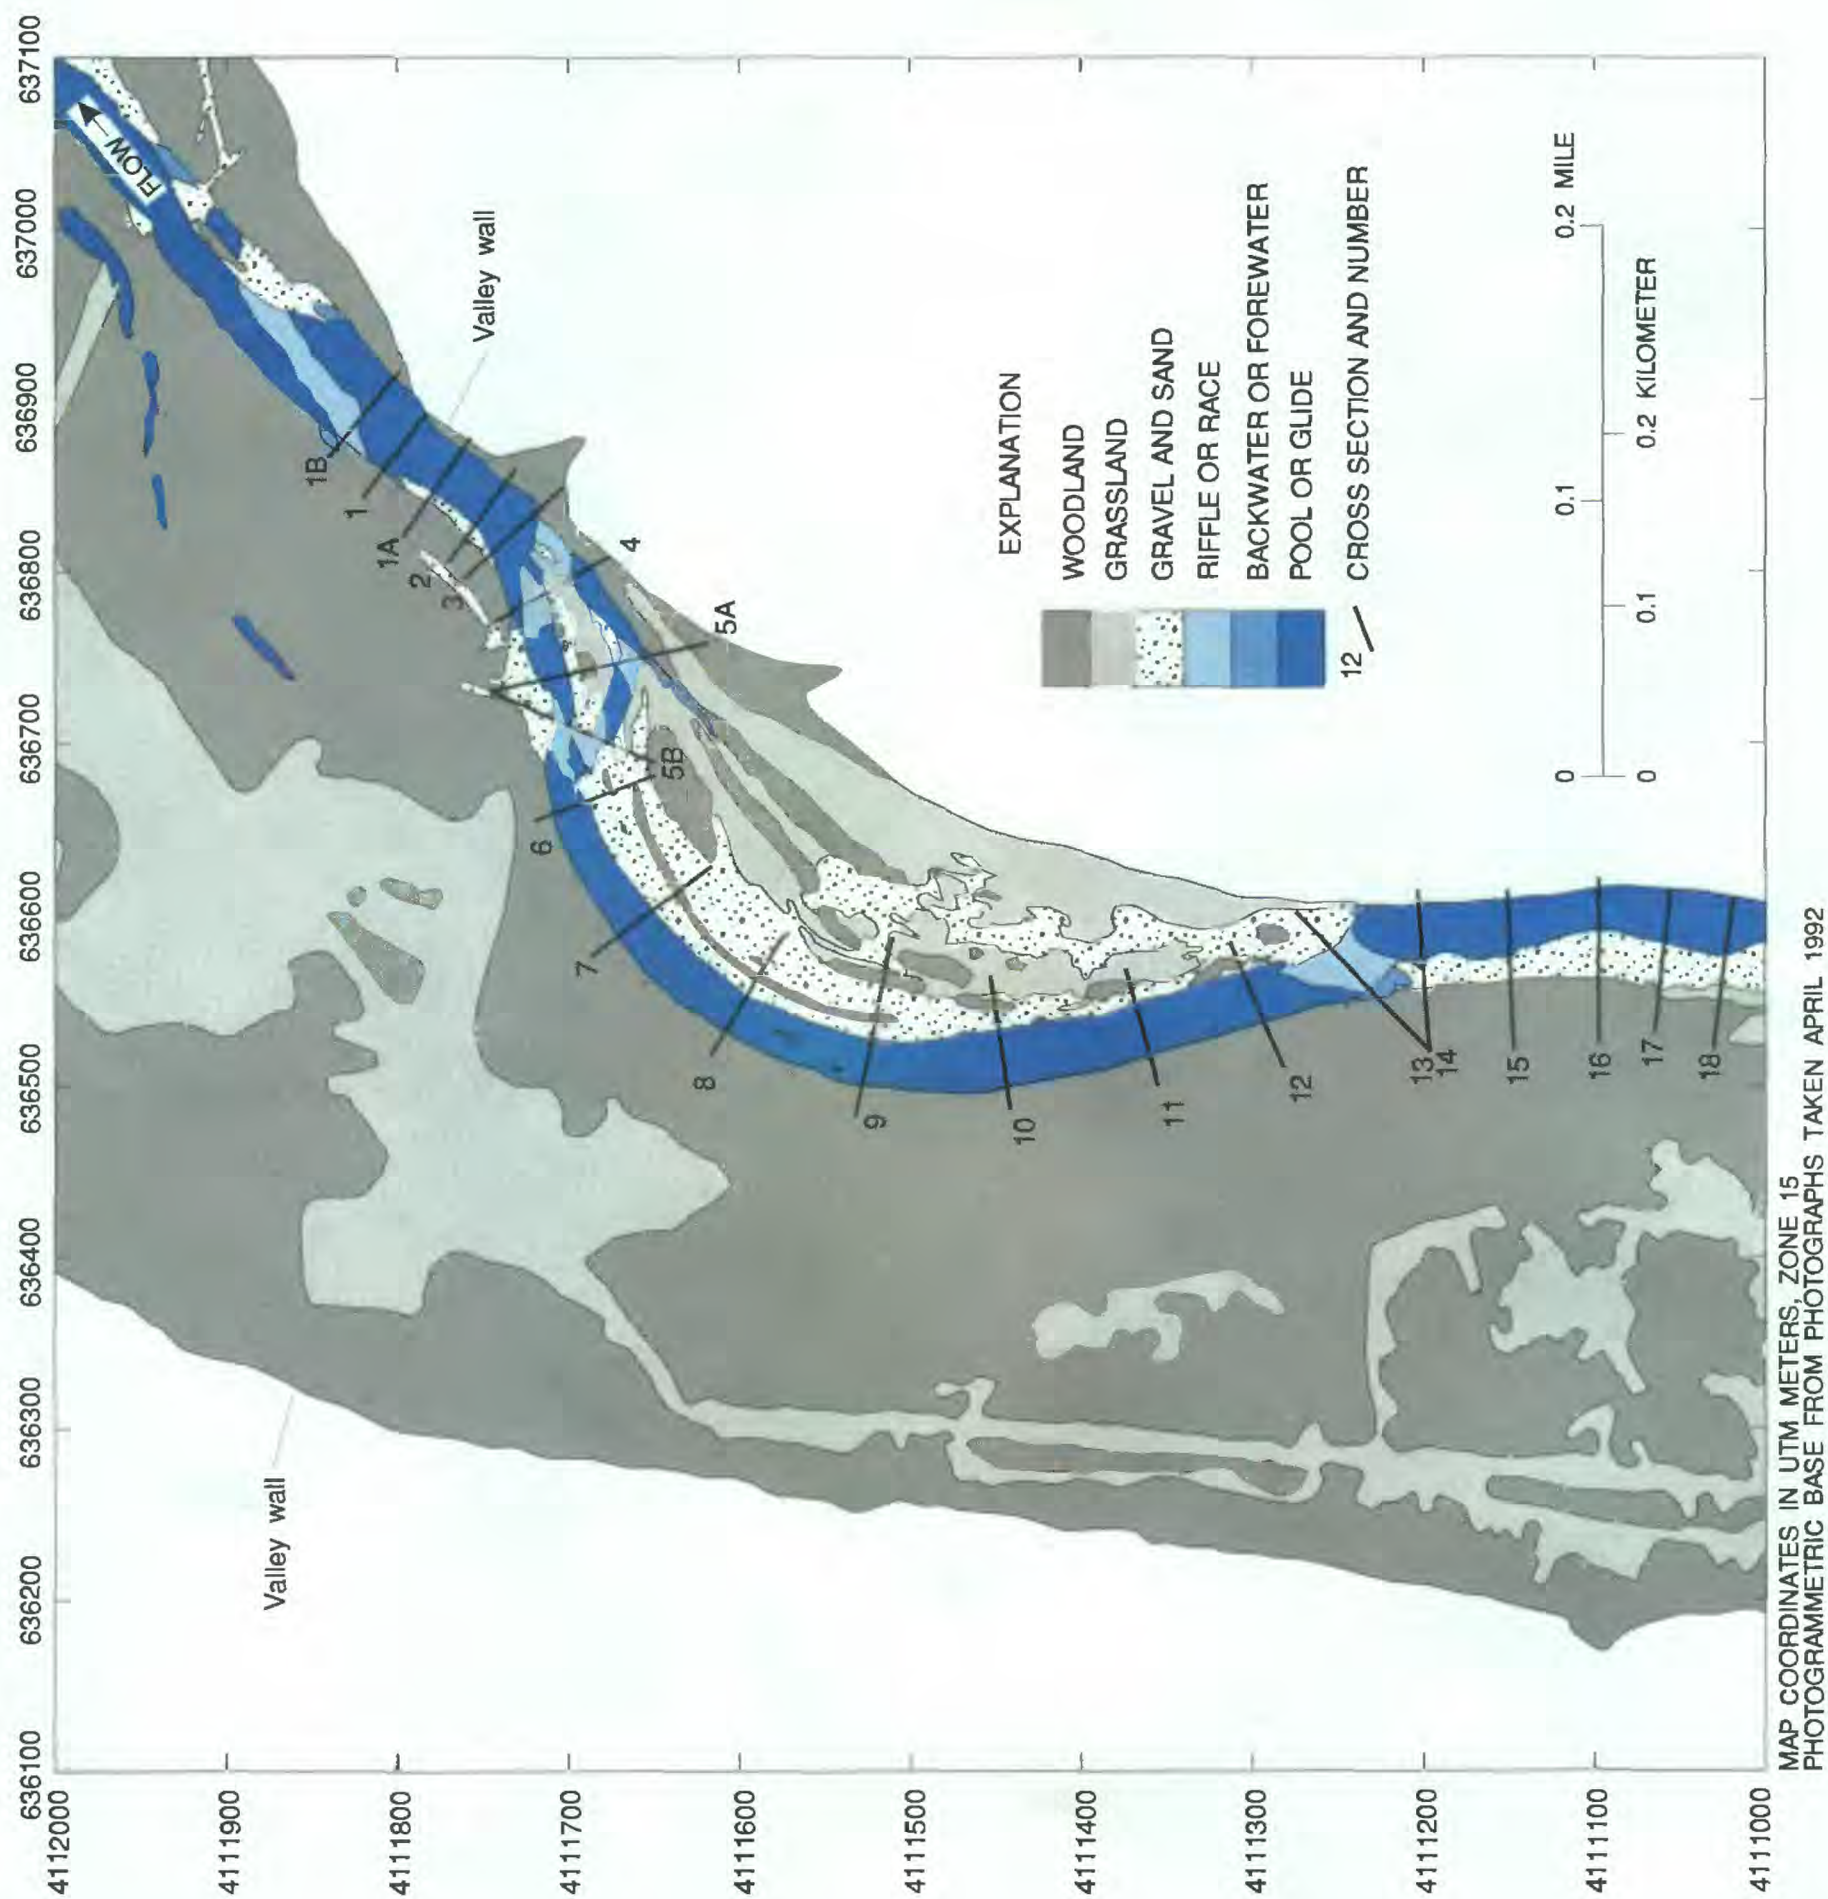 636100
636200
636300
636400
636500
636600
636700
636800
636900
637000
637100
4112000
4111900
4111800
4111700
4111600
4111500
4111400
4111300
4111200
4111100
4111000
FLOW
Valley wall
Valley wall
1B
1
1A
2
3
4
5A
5B
6
7
8
9
10
11
12
13
14
15
16
17
18
EXPLANATION
WOODLAND
GRASSLAND
GRAVEL AND SAND
RIFFLE OR RACE
BACKWATER OR FOREWATER
POOL OR GLIDE
12 CROSS SECTION AND NUMBER
0 0.1 0.2 MILE
0 0.1 0.2 KILOMETER
MAP COORDINATES IN UTM METERS, ZONE 15
PHOTOGRAMMETRIC BASE FROM PHOTOGRAPHS TAKEN APRIL 1992